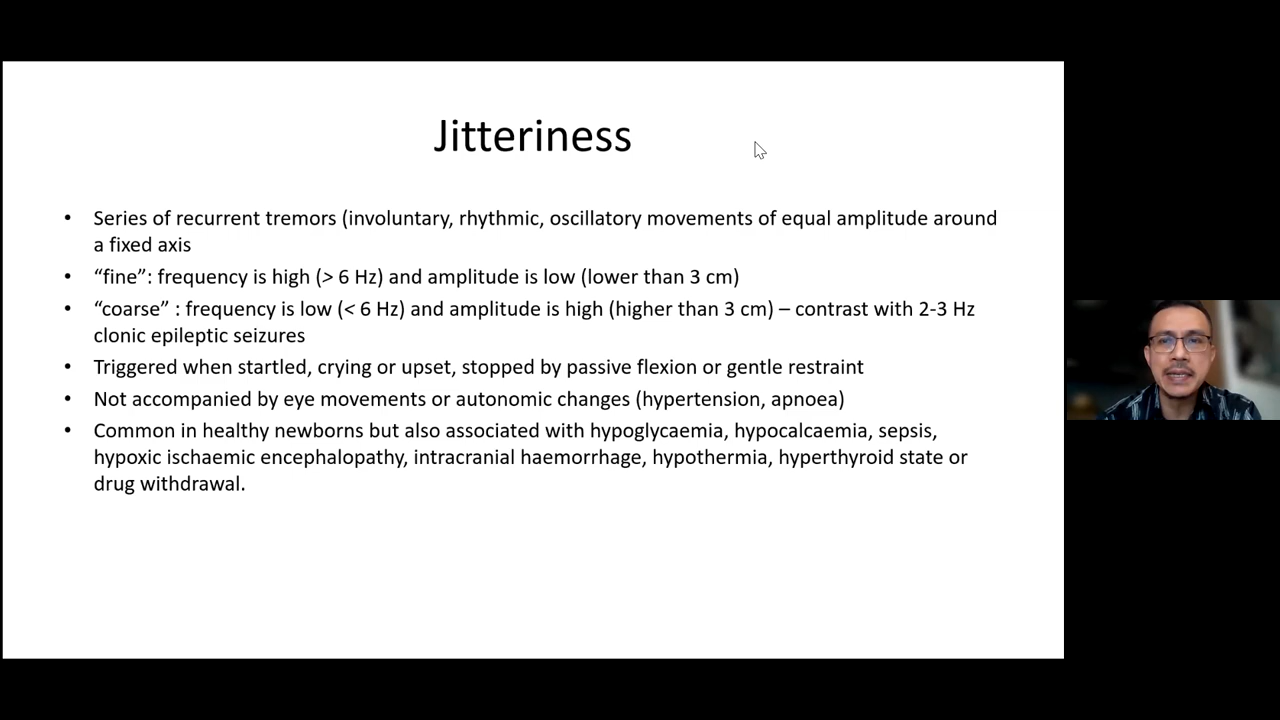 Jitteriness
• Series of recurrent tremors (involuntary, rhythmic, oscillatory movements of equal amplitude around
a fixed axis
• “fine”: frequency is high (> 6 Hz) and amplitude is low (lower than 3 cm)
• “coarse” : frequency is low (< 6 Hz) and amplitude is high (higher than 3 cm) – contrast with 2-3 Hz
clonic epileptic seizures
• Triggered when startled, crying or upset, stopped by passive flexion or gentle restraint
• Not accompanied by eye movements or autonomic changes (hypertension, apnoea)
• Common in healthy newborns but also associated with hypoglycaemia, hypocalcaemia, sepsis,
hypoxic ischaemic encephalopathy, intracranial haemorrhage, hypothermia, hyperthyroid state or
drug withdrawal.